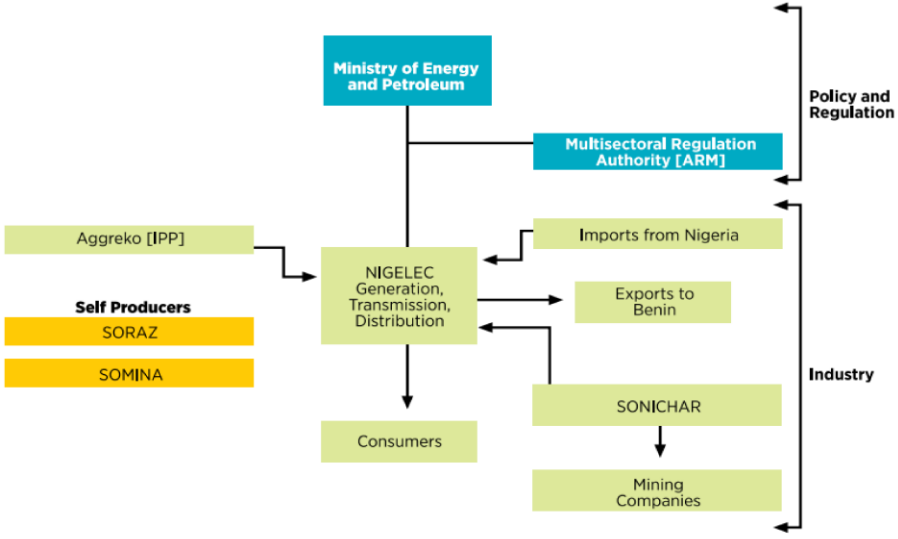 Ministry of Energy
and Petroleum
Policy and
Regulation
Multisectoral Regulation
Authority [ARM]
Aggreko [IPP]
Imports from Nigeria
NIGELEC
Generation,
Transmission,
Distribution
Exports to
Benin
Self Producers
SORAZ
SOMINA
Industry
SONICHAR
Consumers
Mining
Companies